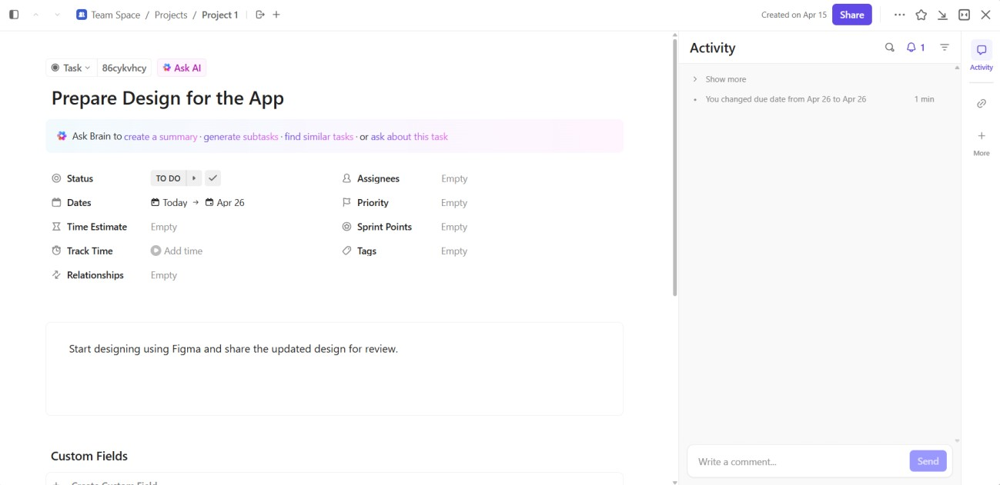 Team Space / Projects / Project 1
Created on Apr 15 Share
Task 86cykvhcy Ask AI
Prepare Design for the App
Ask Brain to create a summary · generate subtasks · find similar tasks · or ask about this task
Status TO DO
Assignees Empty
Dates Today → Apr 26
Priority Empty
Time Estimate Empty
Sprint Points Empty
Track Time Add time
Tags Empty
Relationships Empty
Start designing using Figma and share the updated design for review.
Custom Fields
+ Create Custom Field
Activity
1
Show more
• You changed due date from Apr 26 to Apr 26 1 min
Write a comment...
Send
Activity
More